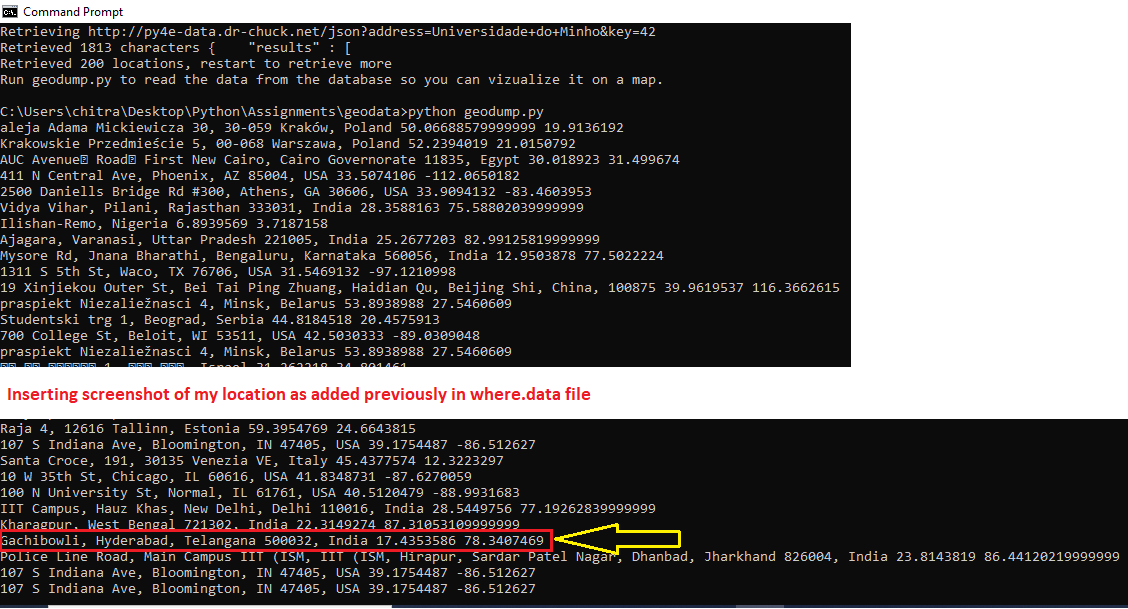 Command Prompt
Retrieving http://py4e-data.dr-chuck.net/json?address=Universidade+do+Minho&key=42
Retrieved 1813 characters {    "results" : [
Retrieved 200 locations, restart to retrieve more
Run geodump.py to read the data from the database so you can vizualize it on a map.
C:\Users\chitra\Desktop\Python\Assignments\geodata>python geodump.py
aleja Adama Mickiewicza 30, 30-059 Kraków, Poland 50.06688579999999 19.9136192
Krakowskie Przedmieście 5, 00-068 Warszawa, Poland 52.2394019 21.0150792
AUC Avenue Road First New Cairo, Cairo Governorate 11835, Egypt 30.018923 31.499674
411 N Central Ave, Phoenix, AZ 85004, USA 33.5074106 -112.0650182
2500 Daniells Bridge Rd #300, Athens, GA 30606, USA 33.9094132 -83.4603953
Vidya Vihar, Pilani, Rajasthan 333031, India 28.3588163 75.58802039999999
Ilishan-Remo, Nigeria 6.8939569 3.7187158
Ajagara, Varanasi, Uttar Pradesh 221005, India 25.2677203 82.99125819999999
Mysore Rd, Jnana Bharathi, Bengaluru, Karnataka 560056, India 12.9503878 77.5022224
1311 S 5th St, Waco, TX 76706, USA 31.5469132 -97.1210998
19 Xinjiekou Outer St, Bei Tai Ping Zhuang, Haidian Qu, Beijing Shi, China, 100875 39.9619537 116.3662615
praspiekt Niezaliežnasci 4, Minsk, Belarus 53.8938988 27.5460609
Studentski trg 1, Beograd, Serbia 44.8184518 20.4575913
700 College St, Beloit, WI 53511, USA 42.5030333 -89.0309048
praspiekt Niezaliežnasci 4, Minsk, Belarus 53.8938988 27.5460609
1, Israel 31.262218 34.801461
Inserting screenshot of my location as added previously in where.data file
Raja 4, 12616 Tallinn, Estonia 59.3954769 24.6643815
107 S Indiana Ave, Bloomington, IN 47405, USA 39.1754487 -86.512627
Santa Croce, 191, 30135 Venezia VE, Italy 45.4377574 12.3223297
10 W 35th St, Chicago, IL 60616, USA 41.8348731 -87.6270059
100 N University St, Normal, IL 61761, USA 40.5120479 -88.9931683
IIT Campus, Hauz Khas, New Delhi, Delhi 110016, India 28.5449756 77.19262839999999
Kharagpur, West Bengal 721302, India 22.3149274 87.31053109999999
Gachibowli, Hyderabad, Telangana 500032, India 17.4353586 78.3407469
Police Line Road, Main Campus IIT (ISM, IIT (ISM, Hirapur, Sardar Patel Nagar, Dhanbad, Jharkhand 826004, India 23.8143819 86.44120219999999
107 S Indiana Ave, Bloomington, IN 47405, USA 39.1754487 -86.512627
107 S Indiana Ave, Bloomington, IN 47405, USA 39.1754487 -86.512627